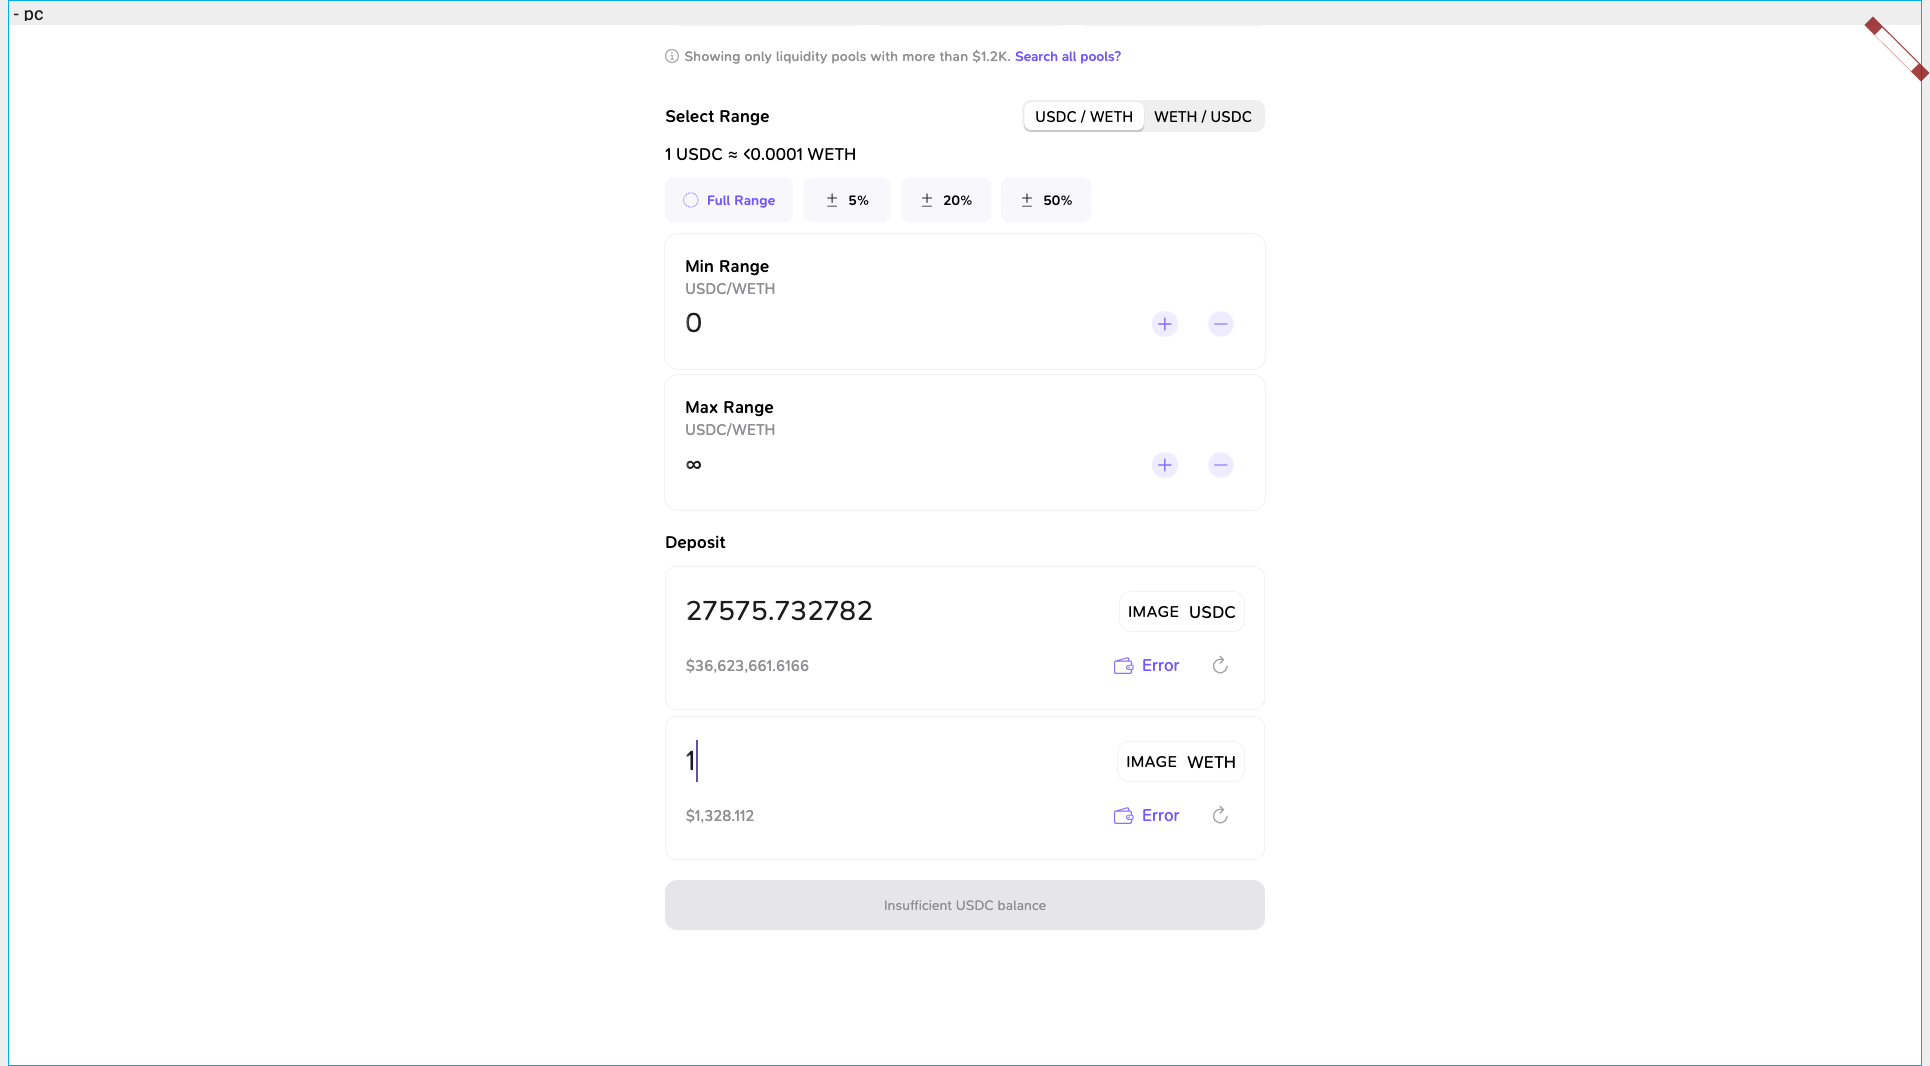 - pc
Showing only liquidity pools with more than $1.2K. Search all pools?
Select Range
USDC / WETH
WETH / USDC
1 USDC ≈ <0.0001 WETH
Full Range
± 5%
± 20%
± 50%
Min Range
USDC/WETH
0
Max Range
USDC/WETH
∞
Deposit
27575.732782
IMAGE USDC
$36,623,661.6166
Error
1
IMAGE WETH
$1,328.112
Error
Insufficient USDC balance